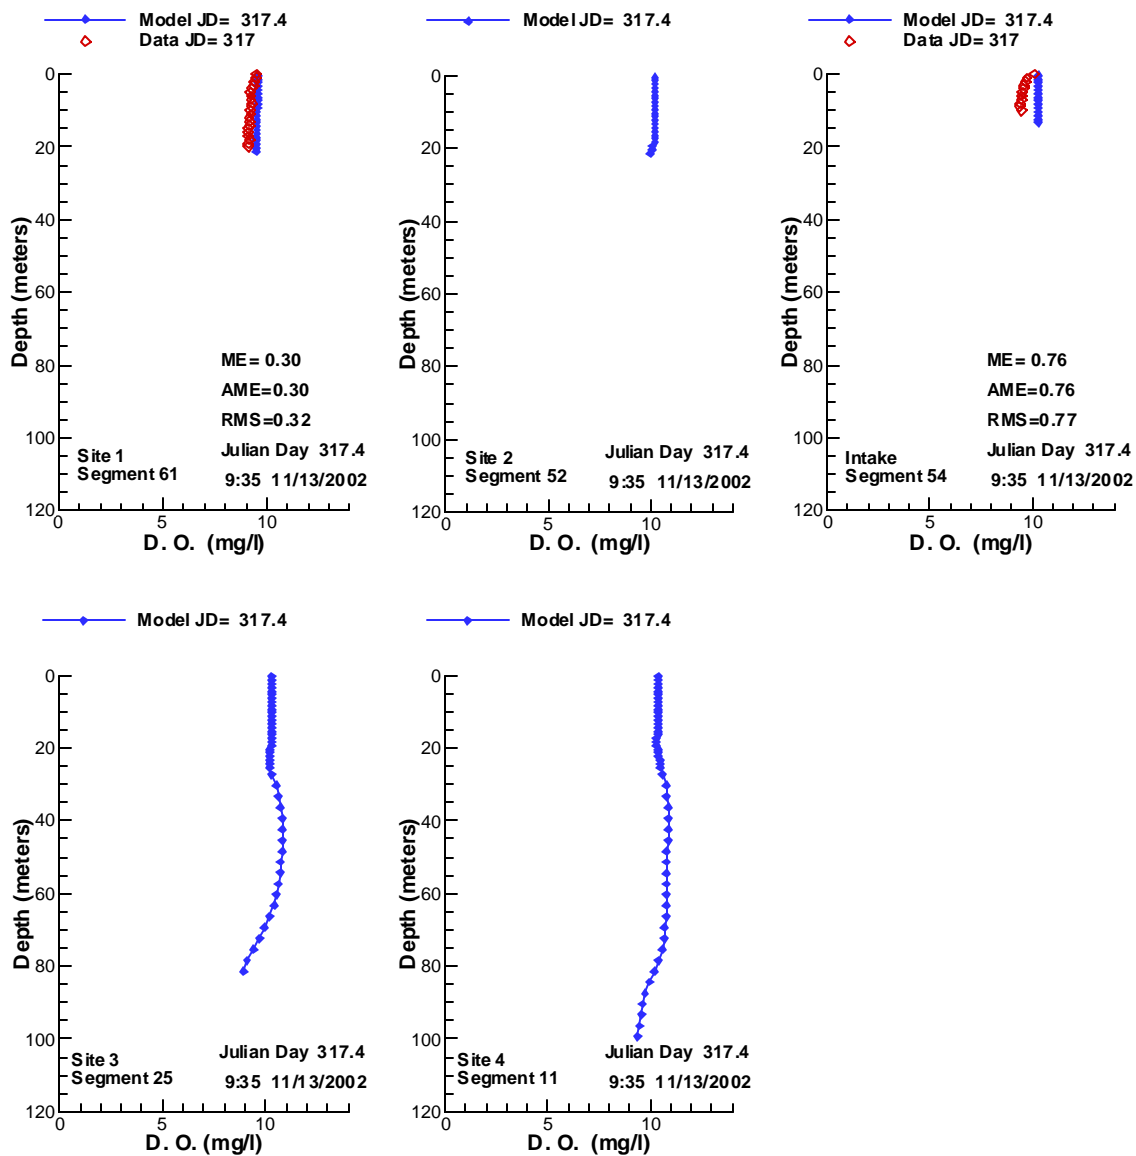 Model JD= 317.4
Data JD= 317
0
20
40
60
80
100
120
Depth (meters)
ME= 0.30
AME=0.30
RMS=0.32
Julian Day 317.4
9:35 11/13/2002
Site 1
Segment 61
0
5
10
D. O. (mg/l)
Model JD= 317.4
0
20
40
60
80
100
120
Depth (meters)
Julian Day 317.4
9:35 11/13/2002
Site 2
Segment 52
0
5
10
D. O. (mg/l)
Model JD= 317.4
Data JD= 317
0
20
40
60
80
100
120
Depth (meters)
ME= 0.76
AME=0.76
RMS=0.77
Julian Day 317.4
9:35 11/13/2002
Intake
Segment 54
0
5
10
D. O. (mg/l)
Model JD= 317.4
0
20
40
60
80
100
120
Depth (meters)
Julian Day 317.4
9:35 11/13/2002
Site 3
Segment 25
0
5
10
D. O. (mg/l)
Model JD= 317.4
0
20
40
60
80
100
120
Depth (meters)
Julian Day 317.4
9:35 11/13/2002
Site 4
Segment 11
0
5
10
D. O. (mg/l)